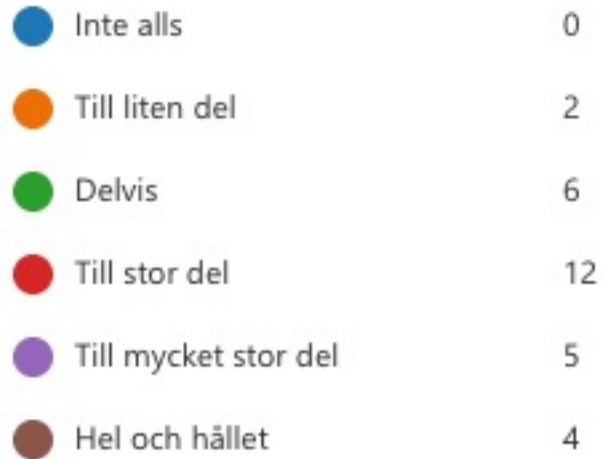 Inte alls 0
Till liten del 2
Delvis 6
Till stor del 12
Till mycket stor del 5
Hel och hållet 4